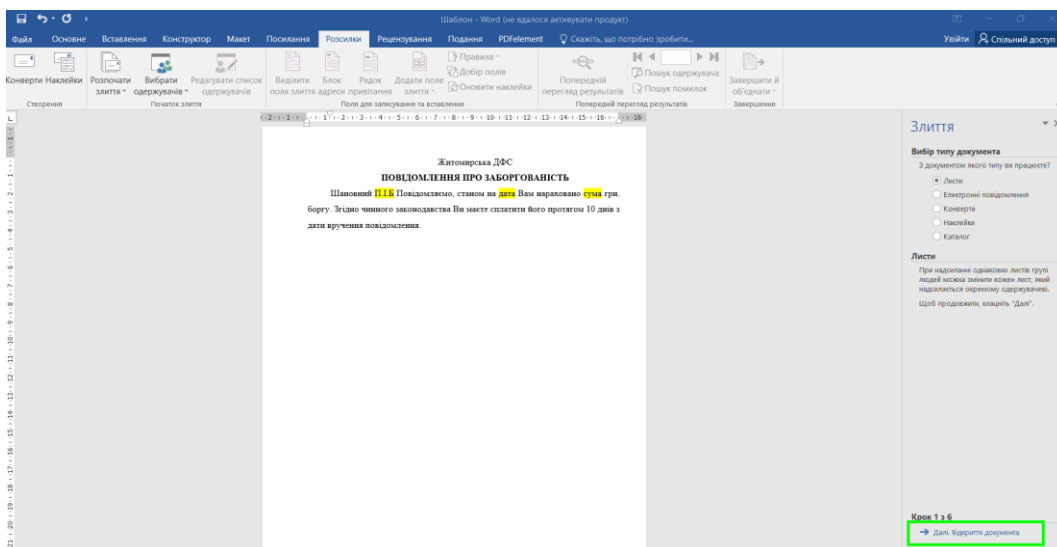 Шаблон - Word (не вдалося активувати продукт)
Файл Основне Вставлення Конструктор Макет Посилання Розсилки Рецензування Подання PDFelement Скажіть, що потрібно зробити... Увійти Спільний доступ
Конверти Наклейки Розпочати злиття Вибрати одержувачів Редагувати список одержувачів
Виділити поля злиття Блок адреси Рядок привітання Додати поле злиття
Правила
Добір полів
Оновити наклейки
Попередній перегляд результатів
Пошук одержувача
Пошук помилок
Завершити й об'єднати
Створення Початок злиття Поля для записування та вставлення Попередній перегляд результатів Завершення
Житомирська ДФС
ПОВІДОМЛЕННЯ ПРО ЗАБОРГОВАНІСТЬ
Шановний П.І.Б Повідомляємо, станом на дата Вам нараховано сума грн.
боргу. Згідно чинного законодавства Ви маєте сплатити його протягом 10 днів з
дати вручення повідомлення.
Злиття
Вибір типу документа
З документом якого типу ви працюєте?
Листи
Електронні повідомлення
Конверти
Наклейки
Каталог
Листи
При надсиланні однакових листів групі
людей можна змінити кожен лист, який
надсилається окремому одержувачеві.
Щоб продовжити, клацніть "Далі".
Крок 1 з 6
Далі. Відкриття документа